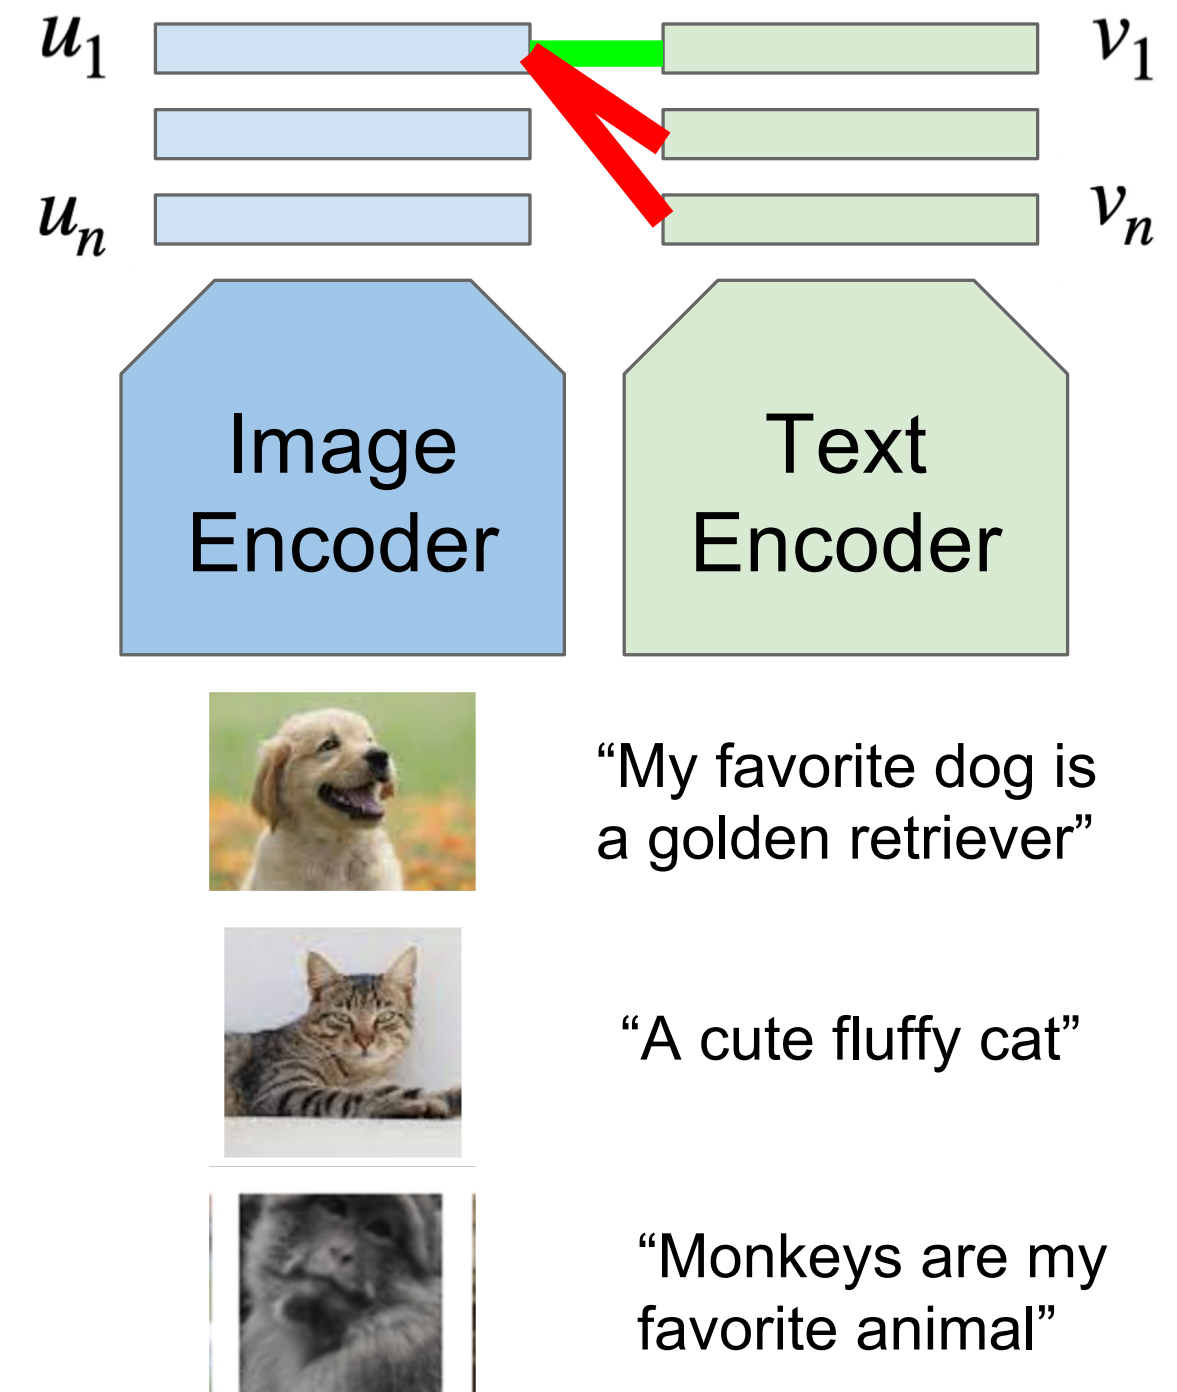 u₁ v₁
uₙ vₙ
Image
Encoder
Text
Encoder
“My favorite dog is
a golden retriever”
“A cute fluffy cat”
“Monkeys are my
favorite animal”